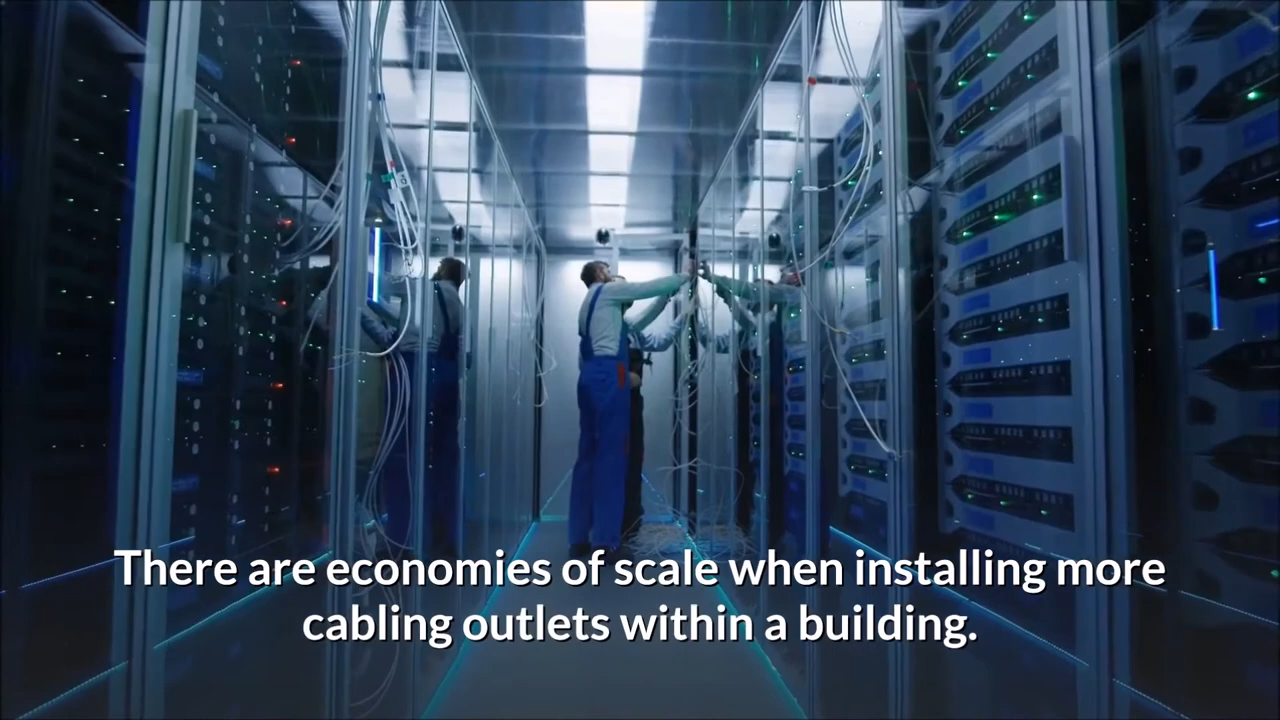 There are economies of scale when installing more
cabling outlets within a building.